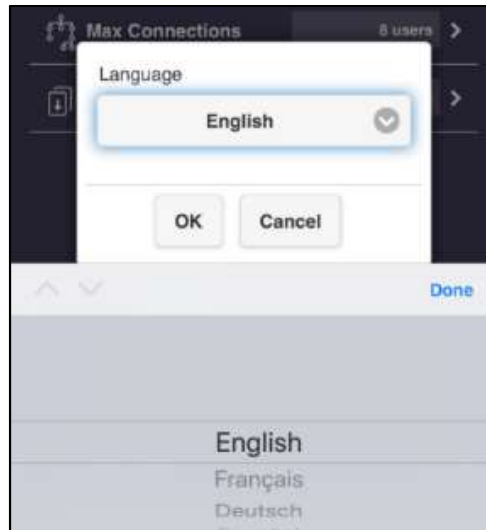 Max Connections 8 users
Language
English
OK Cancel
Done
English
Français
Deutsch